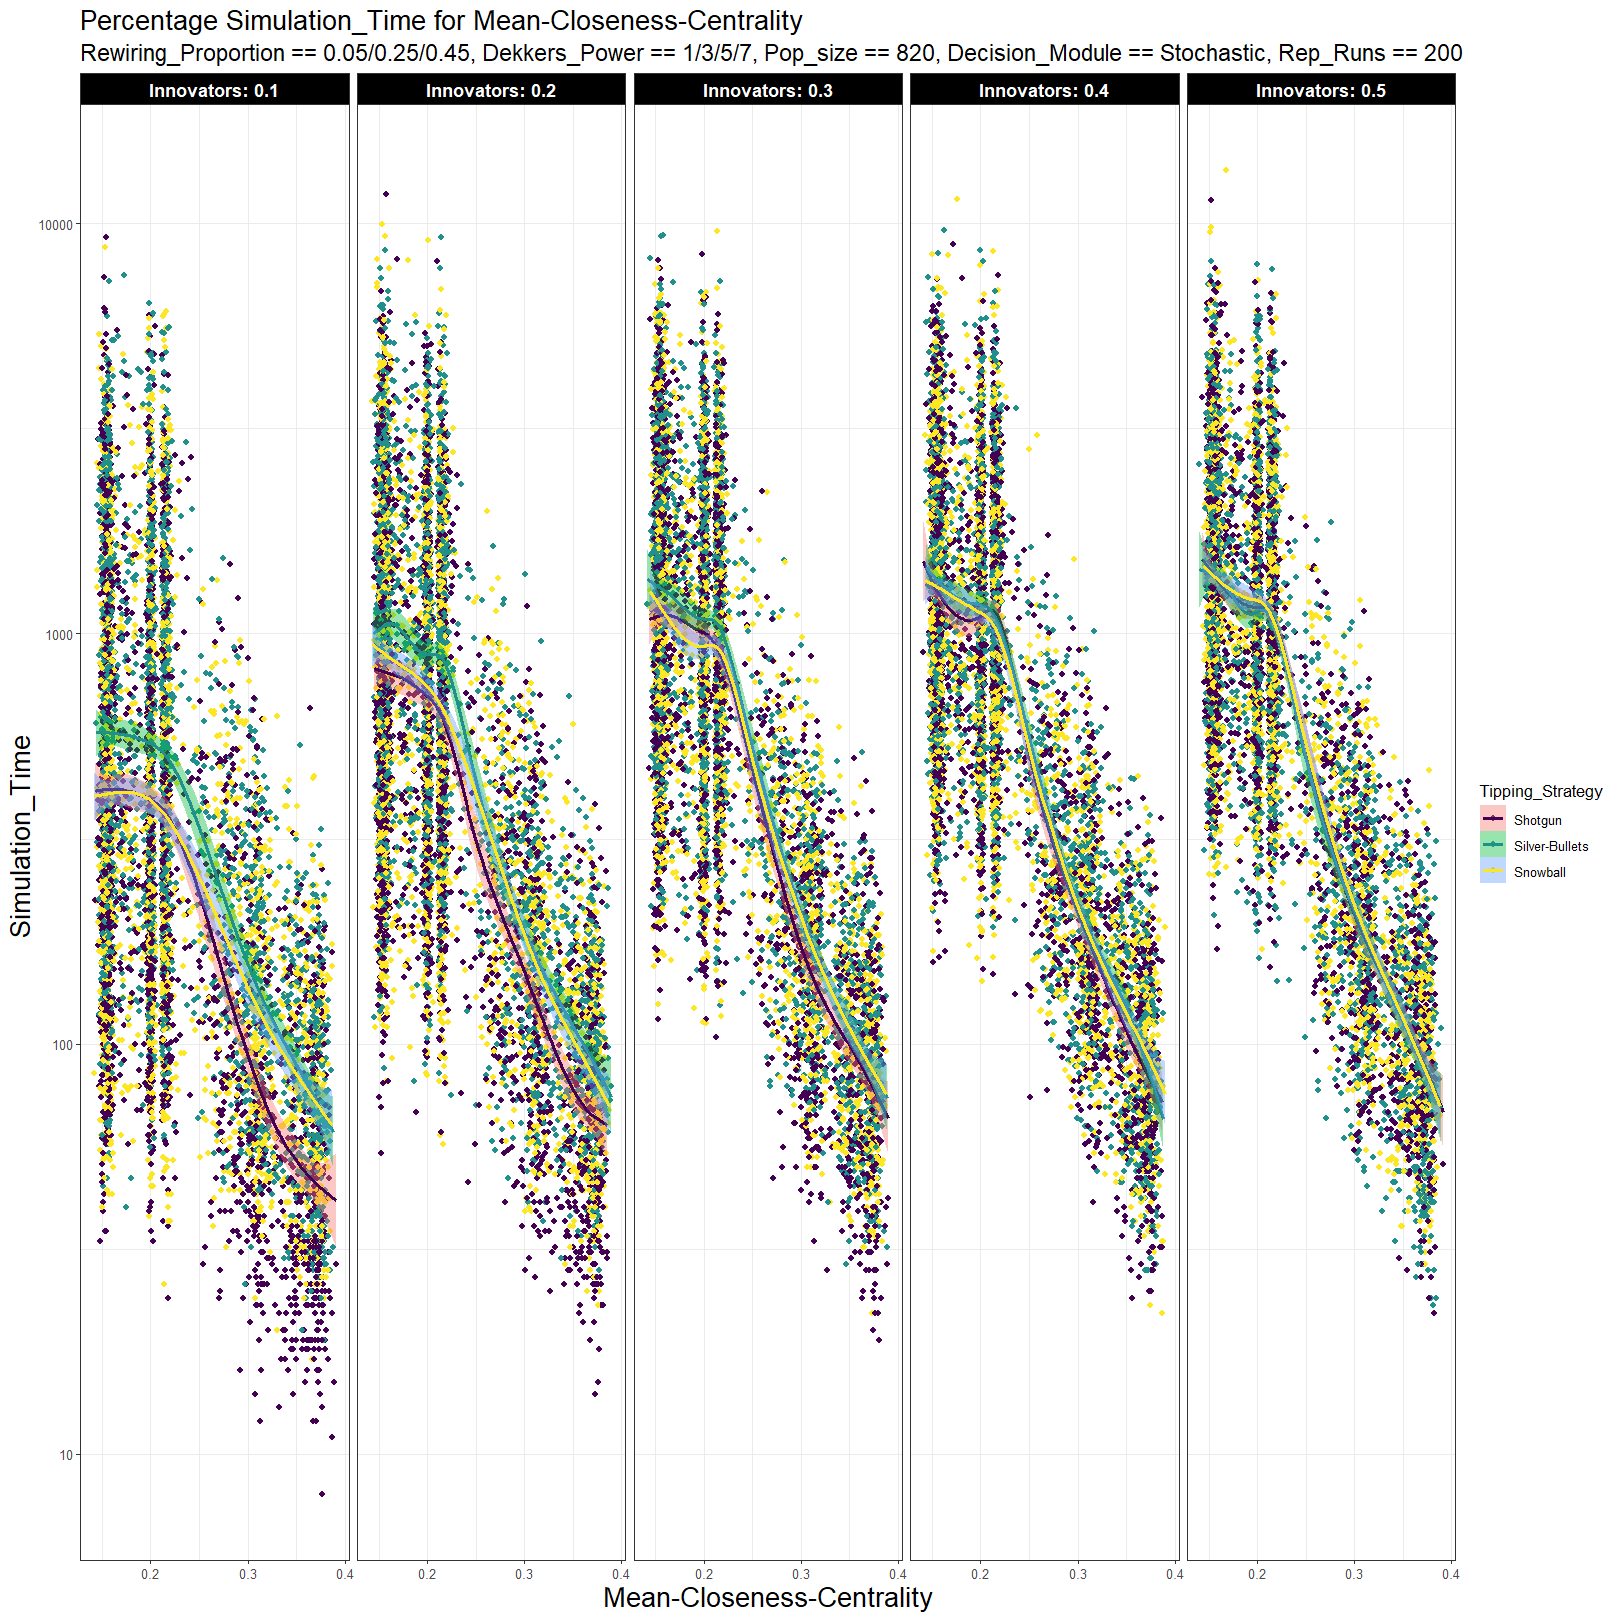 Percentage Simulation_Time for Mean-Closeness-Centrality
Rewiring_Proportion == 0.05/0.25/0.45, Dekkers_Power == 1/3/5/7, Pop_size == 820, Decision_Module == Stochastic, Rep_Runs == 200
Innovators: 0.1
Innovators: 0.2
Innovators: 0.3
Innovators: 0.4
Innovators: 0.5
10000
1000
100
10
Simulation_Time
Tipping_Strategy
Shotgun
Silver-Bullets
Snowball
0.2 0.3 0.4
0.2 0.3 0.4
0.2 0.3 0.4
0.2 0.3 0.4
0.2 0.3 0.4
Mean-Closeness-Centrality